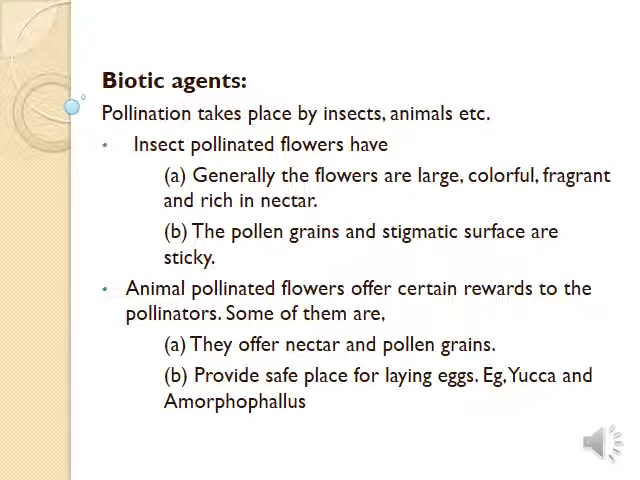 Biotic agents:
Pollination takes place by insects, animals etc.
• Insect pollinated flowers have
(a) Generally the flowers are large, colorful, fragrant
and rich in nectar.
(b) The pollen grains and stigmatic surface are
sticky.
• Animal pollinated flowers offer certain rewards to the
pollinators. Some of them are,
(a) They offer nectar and pollen grains.
(b) Provide safe place for laying eggs. Eg, Yucca and
Amorphophallus